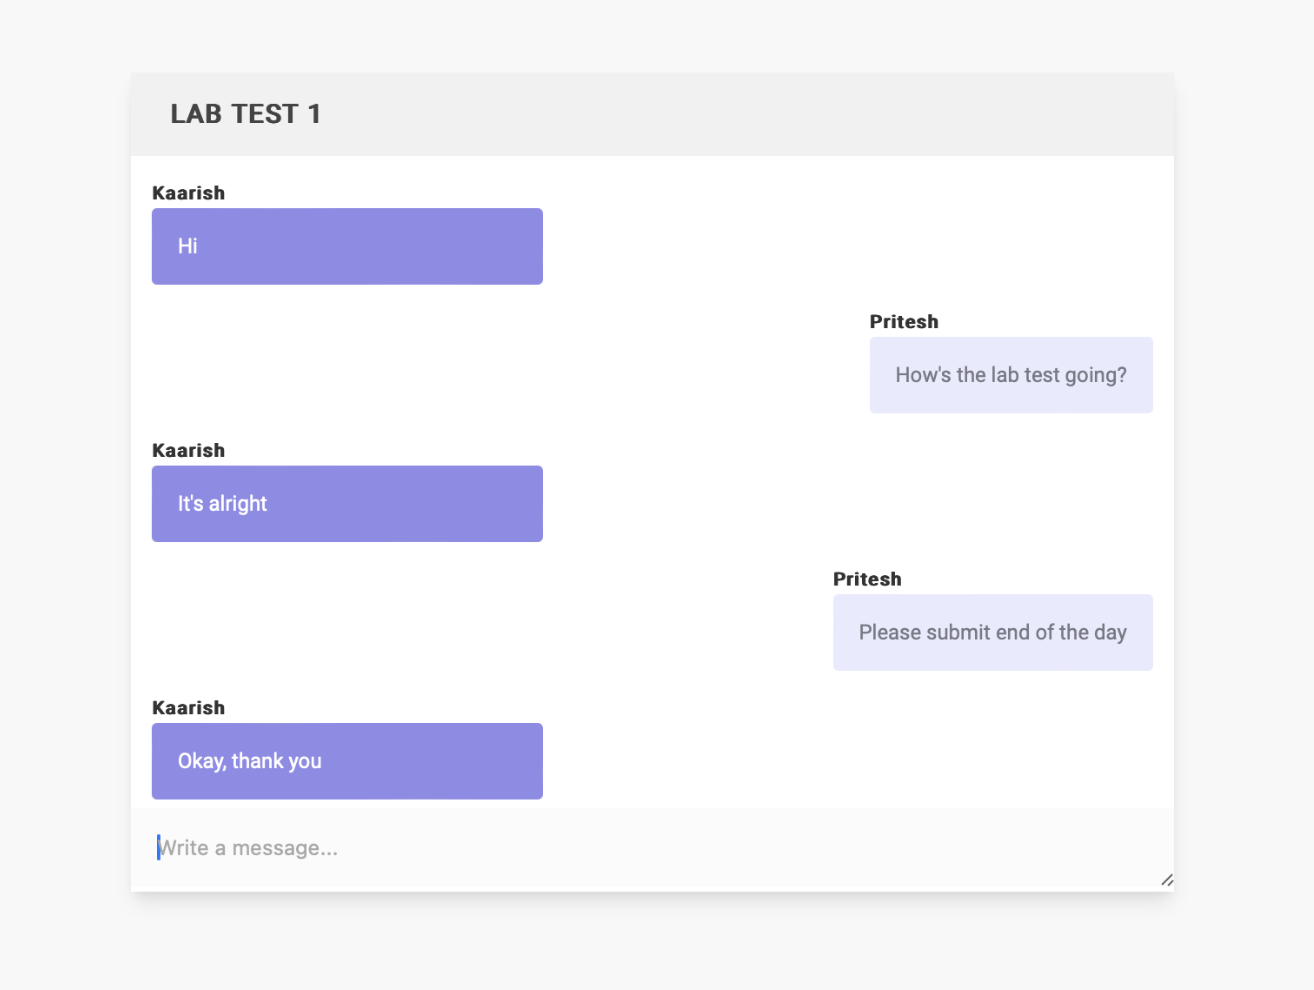 LAB TEST 1
Kaarish
Hi
Pritesh
How's the lab test going?
Kaarish
It's alright
Pritesh
Please submit end of the day
Kaarish
Okay, thank you
Write a message...